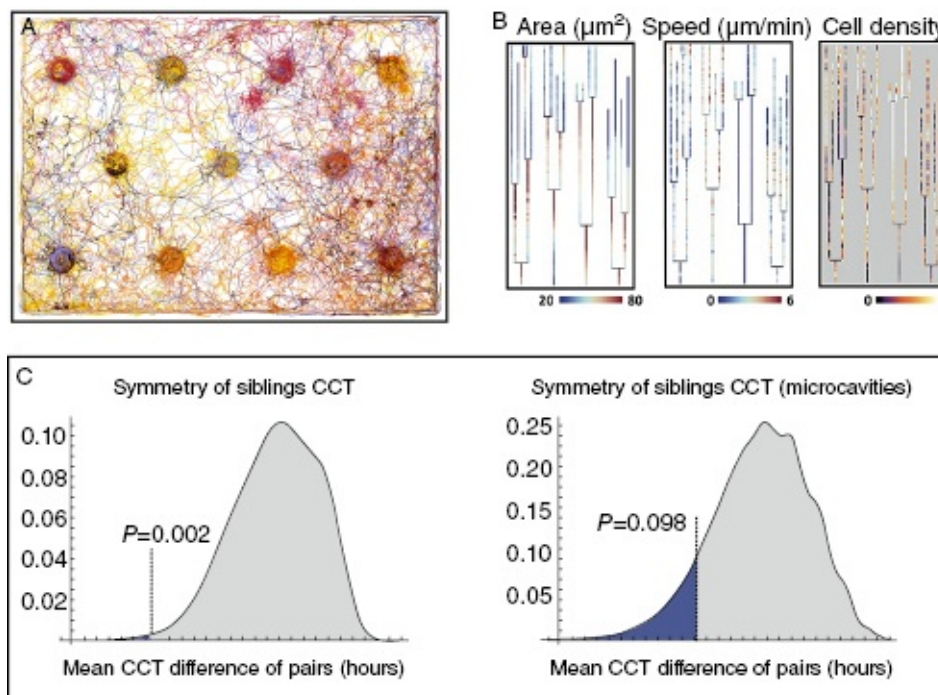 A
B Area (µm²) Speed (µm/min) Cell density
20 80 0 6 0
C
Symmetry of siblings CCT
0.10
0.08
0.06
0.04
0.02
P=0.002
Mean CCT difference of pairs (hours)
Symmetry of siblings CCT (microcavities)
0.25
0.20
0.15
0.10
0.05
P=0.098
Mean CCT difference of pairs (hours)